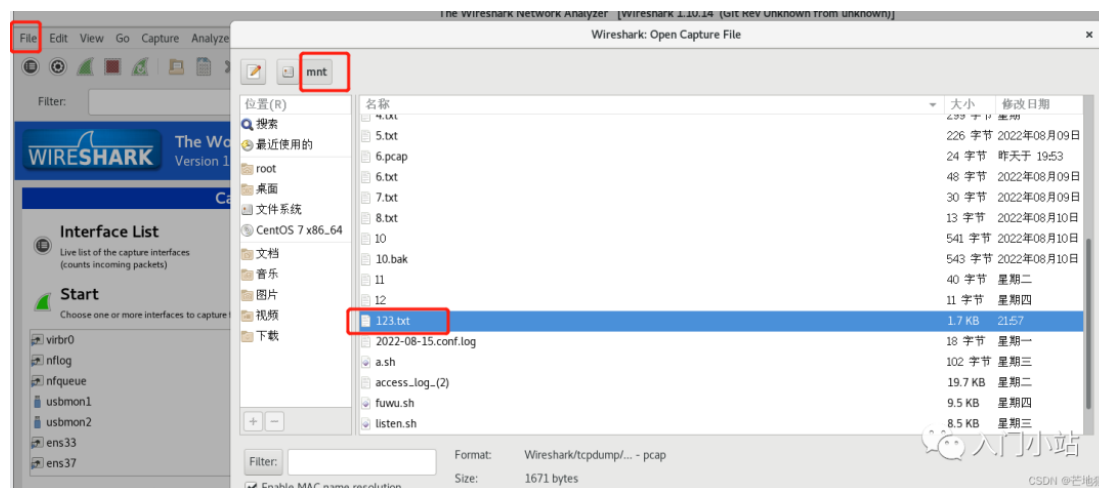 The Wireshark Network Analyzer [Wireshark 1.10.14 (Git Rev Unknown from unknown)]
File Edit View Go Capture Analyze
Wireshark: Open Capture File
mnt
Filter:
WIRESHARK
The Wo
Version 1
Ca
Interface List
Live list of the capture interfaces
(counts incoming packets)
Start
Choose one or more interfaces to capture
virbr0
nflog
nfqueue
usbmon1
usbmon2
ens33
ens37
位置(R)
搜索
最近使用的
root
桌面
文件系统
CentOS 7 x86_64
文档
音乐
图片
视频
下载
名称 大小 修改日期
4.txt 299 字节 星期
5.txt 226 字节 2022年08月09日
6.pcap 24 字节 昨天于 19:53
6.txt 48 字节 2022年08月09日
7.txt 30 字节 2022年08月09日
8.txt 13 字节 2022年08月10日
10 541 字节 2022年08月10日
10.bak 543 字节 2022年08月10日
11 40 字节 星期二
12 11 字节 星期四
123.txt 1.7 KB 21:57
2022-08-15.conf.log 18 字节 星期一
a.sh 102 字节 星期三
access_log_(2) 19.7 KB 星期二
fuwu.sh 9.5 KB 星期四
listen.sh 8.5 KB 星期三
Filter:
Format: Wireshark/tcpdump/... - pcap
Size: 1671 bytes
Enable MAC name resolution
入门小站
CSDN @芒地